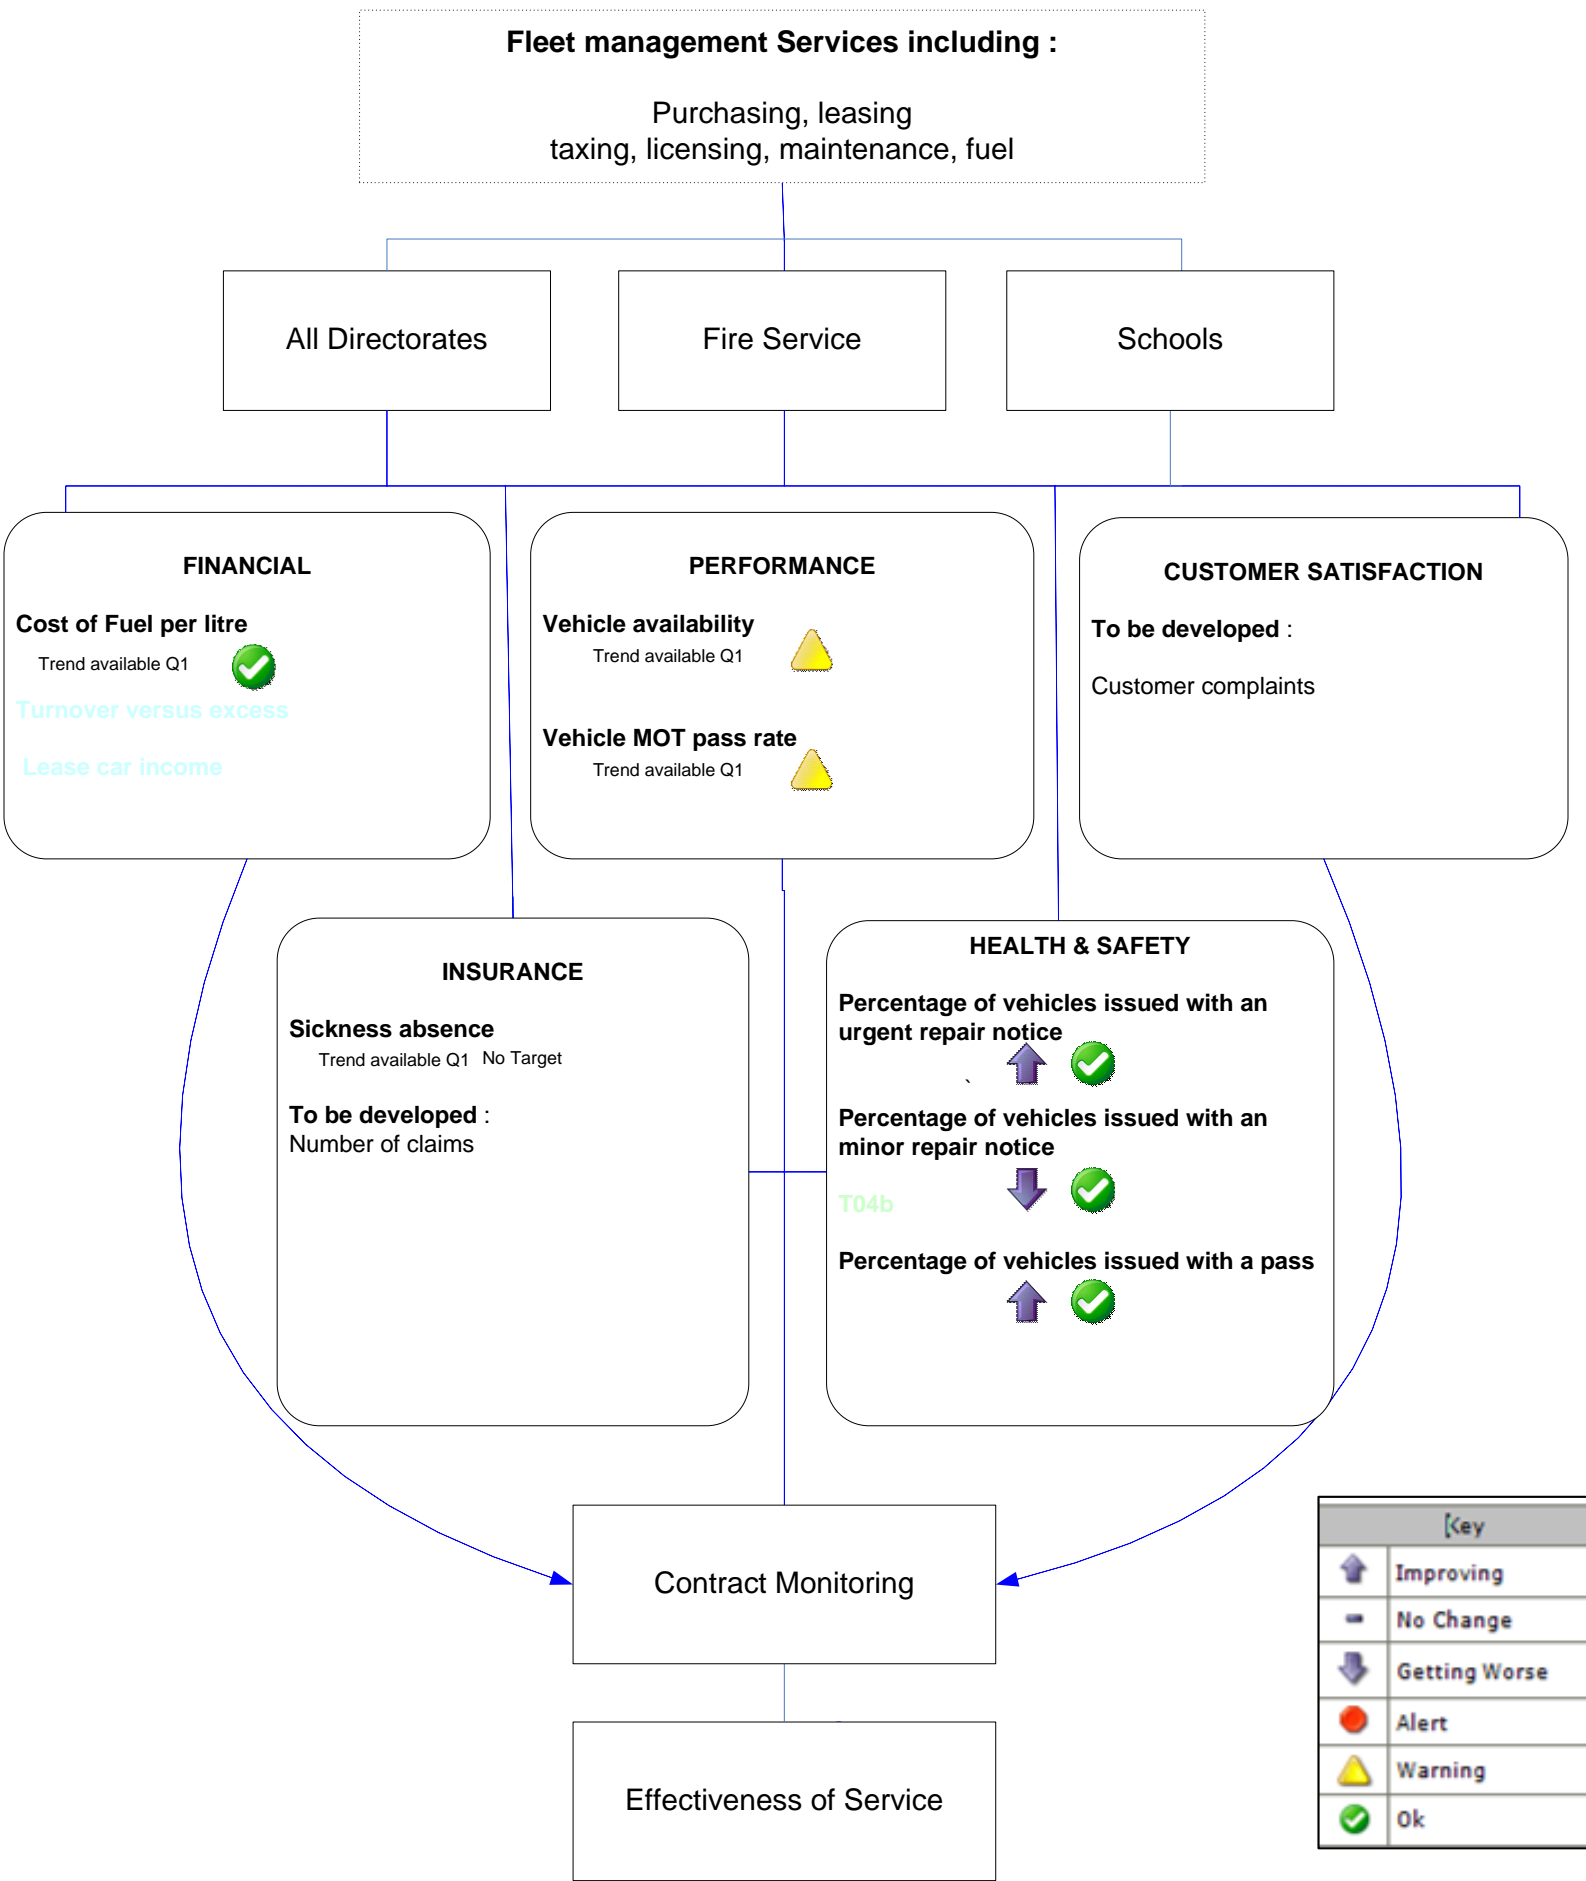 Fleet management Services including :
Purchasing, leasing
taxing, licensing, maintenance, fuel
All Directorates
Fire Service
Schools
FINANCIAL
Cost of Fuel per litre
Trend available Q1
Turnover versus excess
Lease car income
PERFORMANCE
Vehicle availability
Trend available Q1
Vehicle MOT pass rate
Trend available Q1
CUSTOMER SATISFACTION
To be developed :
Customer complaints
INSURANCE
Sickness absence
Trend available Q1 No Target
To be developed :
Number of claims
HEALTH & SAFETY
Percentage of vehicles issued with an
urgent repair notice
`
Percentage of vehicles issued with an
minor repair notice
T04b
Percentage of vehicles issued with a pass
Contract Monitoring
Effectiveness of Service
Key
Improving
No Change
Getting Worse
Alert
Warning
Ok